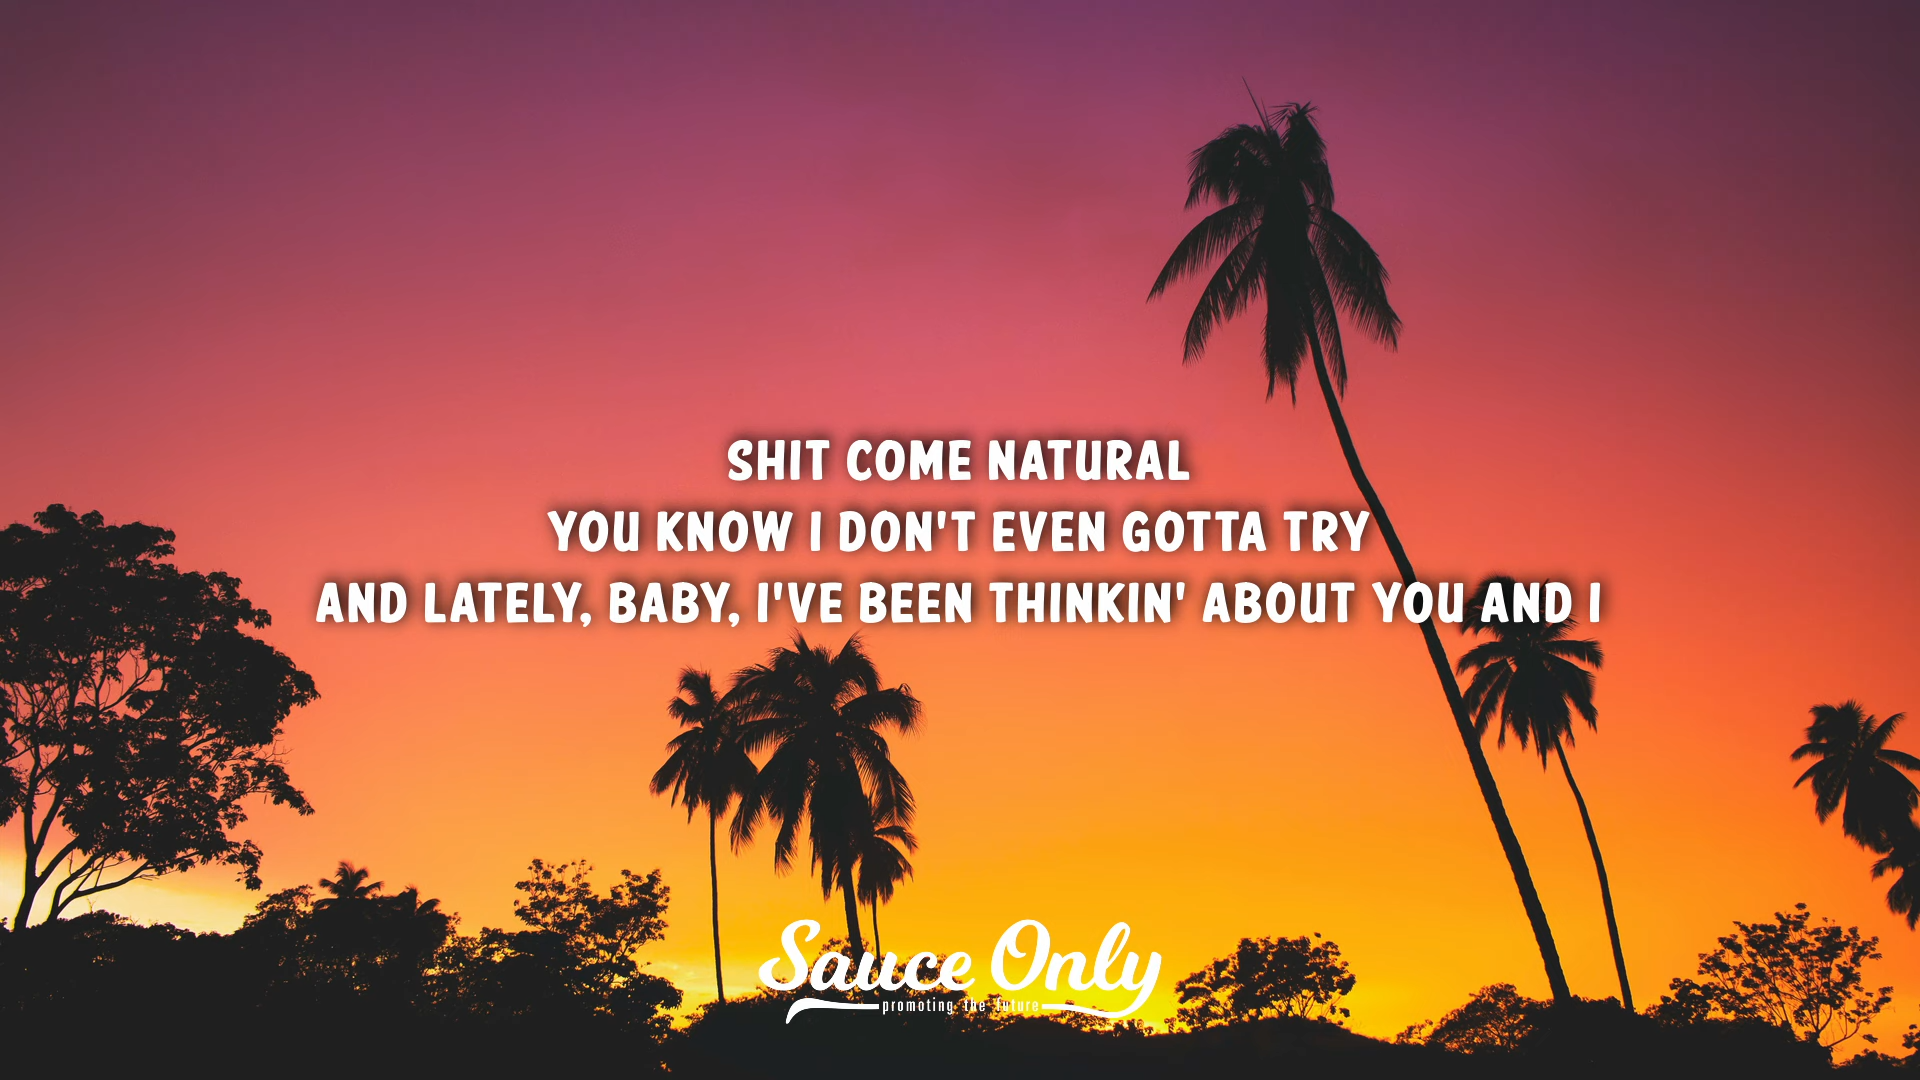 SHIT COME NATURAL
YOU KNOW I DON'T EVEN GOTTA TRY
AND LATELY, BABY, I'VE BEEN THINKIN' ABOUT YOU AND I
Sauce Only
promoting the future